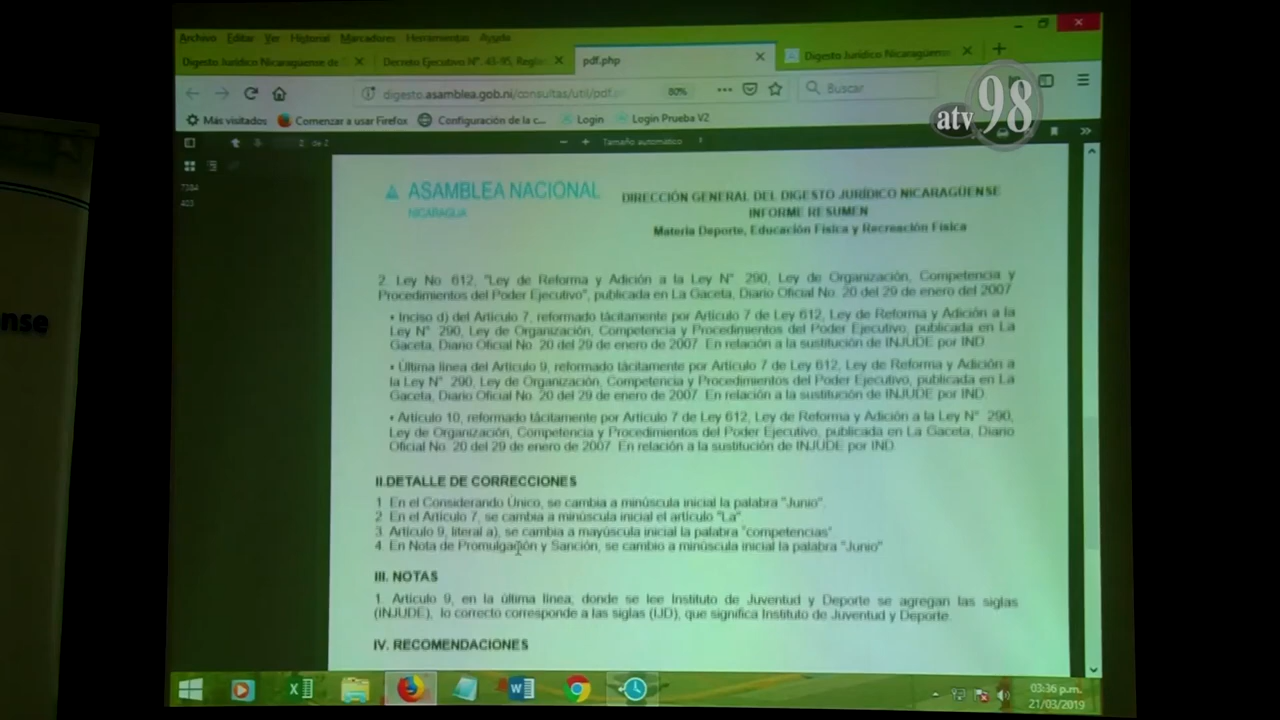 Archivo Editar Ver Historial Marcadores Herramientas Ayuda
Digesto Jurídico Nicaragüense de
Decreto Ejecutivo N°. 43-95, Regla
pdf.php
Digesto Jurídico Nicaragüense
digesto.asamblea.gob.ni/consultas/util/pdf.
80%
Buscar
atv 98
Más visitados Comenzar a usar Firefox Configuración de la c... Login Login Prueba V2
2 de 2
Tamaño automático
nse
ASAMBLEA NACIONAL
NICARAGUA
DIRECCIÓN GENERAL DEL DIGESTO JURÍDICO NICARAGÜENSE
INFORME RESUMEN
Materia Deporte, Educación Física y Recreación Física
2. Ley No. 612, "Ley de Reforma y Adición a la Ley N° 290, Ley de Organización, Competencia y
Procedimientos del Poder Ejecutivo", publicada en La Gaceta, Diario Oficial No. 20 del 29 de enero del 2007
• Inciso d) del Artículo 7, reformado tácitamente por Artículo 7 de Ley 612, Ley de Reforma y Adición a la
Ley N° 290, Ley de Organización, Competencia y Procedimientos del Poder Ejecutivo, publicada en La
Gaceta, Diario Oficial No. 20 del 29 de enero de 2007. En relación a la sustitución de INJUDE por IND.
• Última línea del Artículo 9, reformado tácitamente por Artículo 7 de Ley 612, Ley de Reforma y Adición a
la Ley N° 290, Ley de Organización, Competencia y Procedimientos del Poder Ejecutivo, publicada en La
Gaceta, Diario Oficial No. 20 del 29 de enero de 2007. En relación a la sustitución de INJUDE por IND.
• Artículo 10, reformado tácitamente por Artículo 7 de Ley 612, Ley de Reforma y Adición a la Ley N° 290,
Ley de Organización, Competencia y Procedimientos del Poder Ejecutivo, publicada en La Gaceta, Diario
Oficial No. 20 del 29 de enero de 2007. En relación a la sustitución de INJUDE por IND.
II.DETALLE DE CORRECCIONES
1. En el Considerando Único, se cambia a minúscula inicial la palabra "Junio".
2. En el Artículo 7, se cambia a minúscula inicial el artículo "La"
3. Artículo 9, literal a), se cambia a mayúscula inicial la palabra "competencias"
4. En Nota de Promulgación y Sanción, se cambio a minúscula inicial la palabra "Junio"
III. NOTAS
1. Artículo 9, en la última línea, donde se lee Instituto de Juventud y Deporte se agregan las siglas
(INJUDE), lo correcto corresponde a las siglas (IJD), que significa Instituto de Juventud y Deporte.
IV. RECOMENDACIONES
03:36 p.m.
21/03/2019